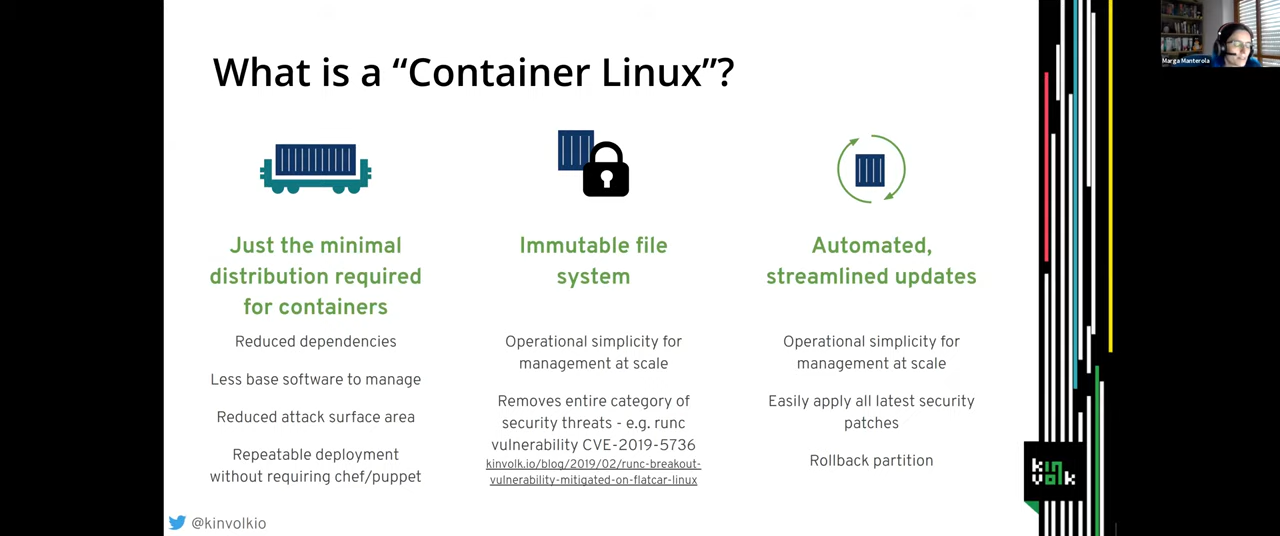 What is a “Container Linux”?
Marga Manterola
Just the minimal
distribution required
for containers
Reduced dependencies
Less base software to manage
Reduced attack surface area
Repeatable deployment
without requiring chef/puppet
Immutable file
system
Operational simplicity for
management at scale
Removes entire category of
security threats - e.g. runc
vulnerability CVE-2019-5736
kinvolk.io/blog/2019/02/runc-breakout-
vulnerability-mitigated-on-flatcar-linux
Automated,
streamlined updates
Operational simplicity for
management at scale
Easily apply all latest security
patches
Rollback partition
kin
volk
@kinvolkio